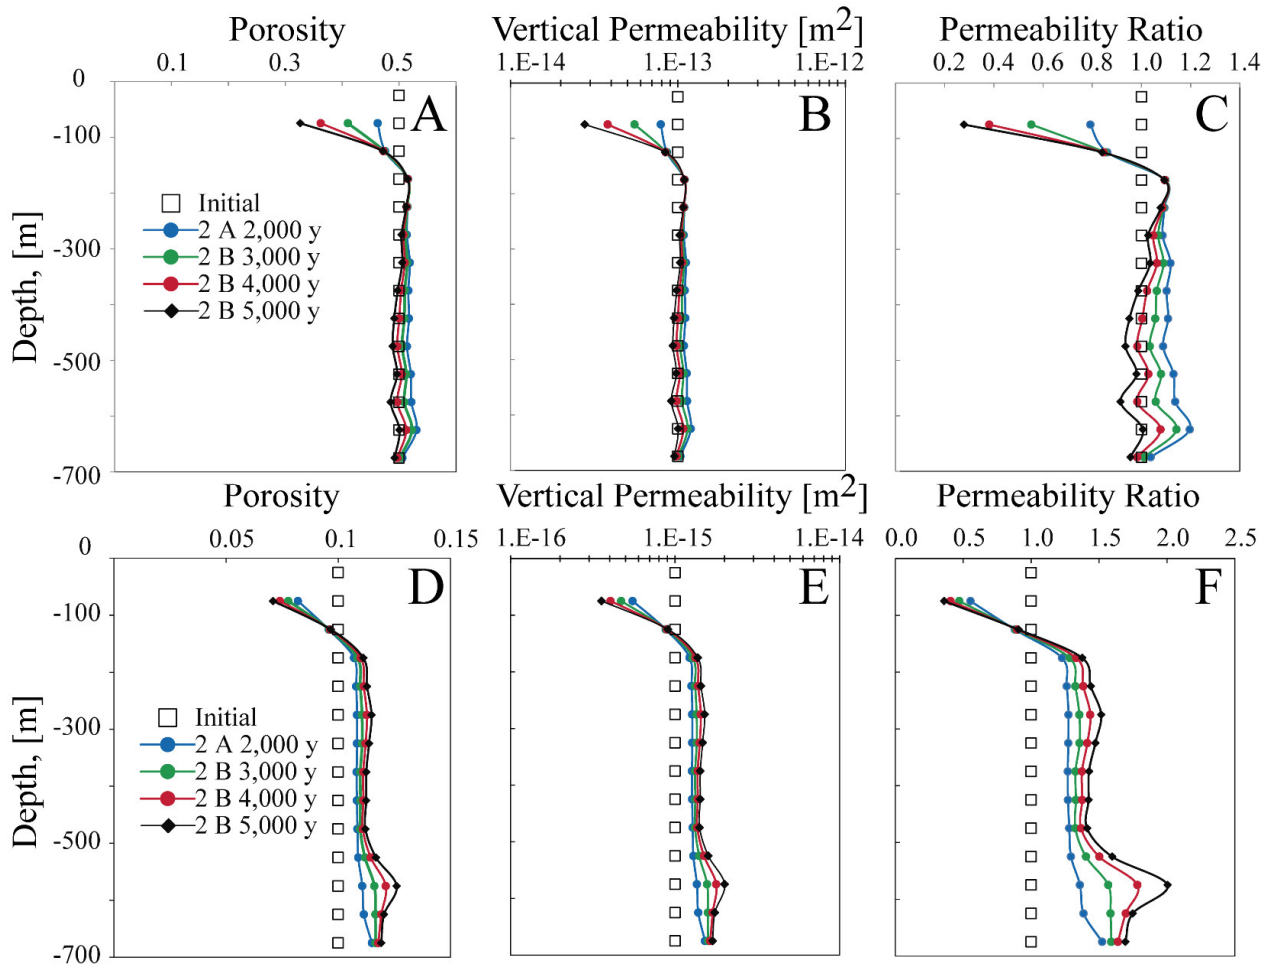 Porosity Vertical Permeability [m2] Permeability Ratio
0.1 0.3 0.5 1.E-14 1.E-13 1.E-12 0.2 0.4 0.6 0.8 1.0 1.2 1.4
0
A B C
-100
Initial
2 A 2,000 y
2 B 3,000 y
2 B 4,000 y
2 B 5,000 y
-300
-500
-700
Depth, [m]
Porosity Vertical Permeability [m2] Permeability Ratio
0.05 0.1 0.15 1.E-16 1.E-15 1.E-14 0.0 0.5 1.0 1.5 2.0 2.5
0
D E F
-100
Initial
2 A 2,000 y
2 B 3,000 y
2 B 4,000 y
2 B 5,000 y
-300
-500
-700
Depth, [m]